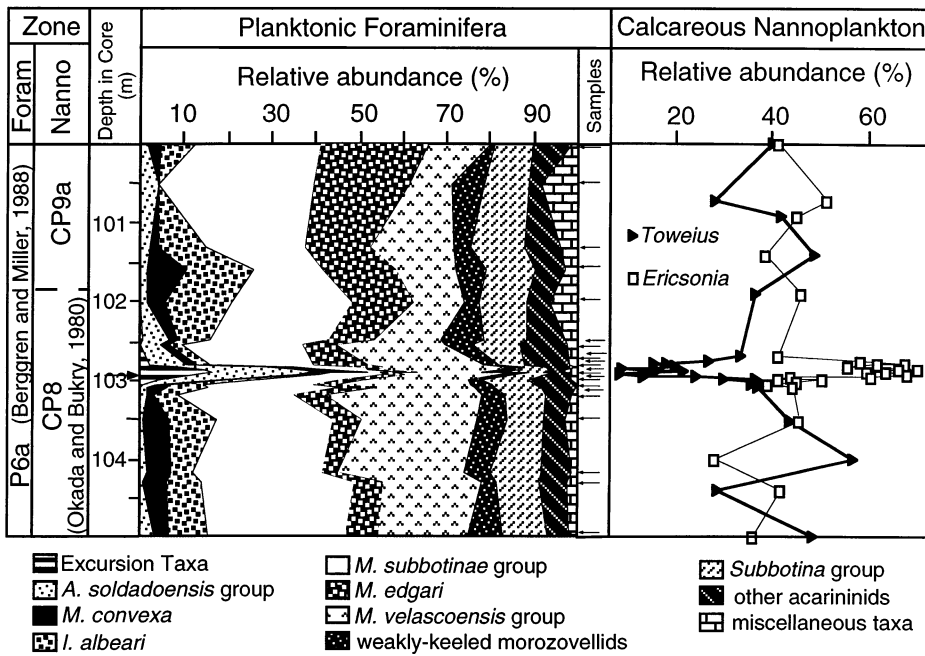 Zone
Planktonic Foraminifera
Calcareous Nannoplankton
Foram
Nanno
Depth in Core
(m)
Relative abundance (%)
Samples
Relative abundance (%)
10 30 50 70 90
20 40 60
P6a (Berggren and Miller, 1988)
CP9a
CP8
(Okada and Bukry, 1980)
101
102
103
104
Toweius
Ericsonia
Excursion Taxa
A. soldadoensis group
M. convexa
I. albeari
M. subbotinae group
M. edgari
M. velascoensis group
weakly-keeled morozovellids
Subbotina group
other acarininids
miscellaneous taxa